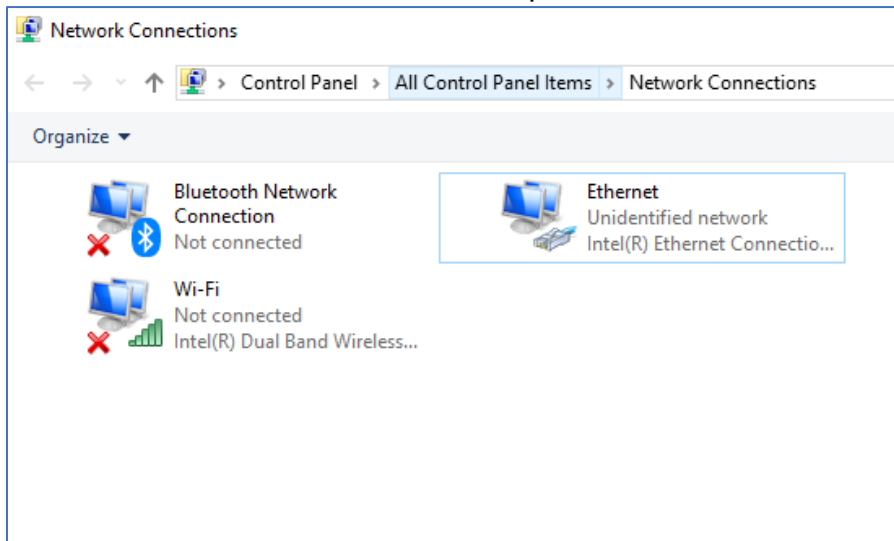 Network Connections
Control Panel > All Control Panel Items > Network Connections
Organize
Bluetooth Network
Connection
Not connected
Ethernet
Unidentified network
Intel(R) Ethernet Connectio...
Wi-Fi
Not connected
Intel(R) Dual Band Wireless...